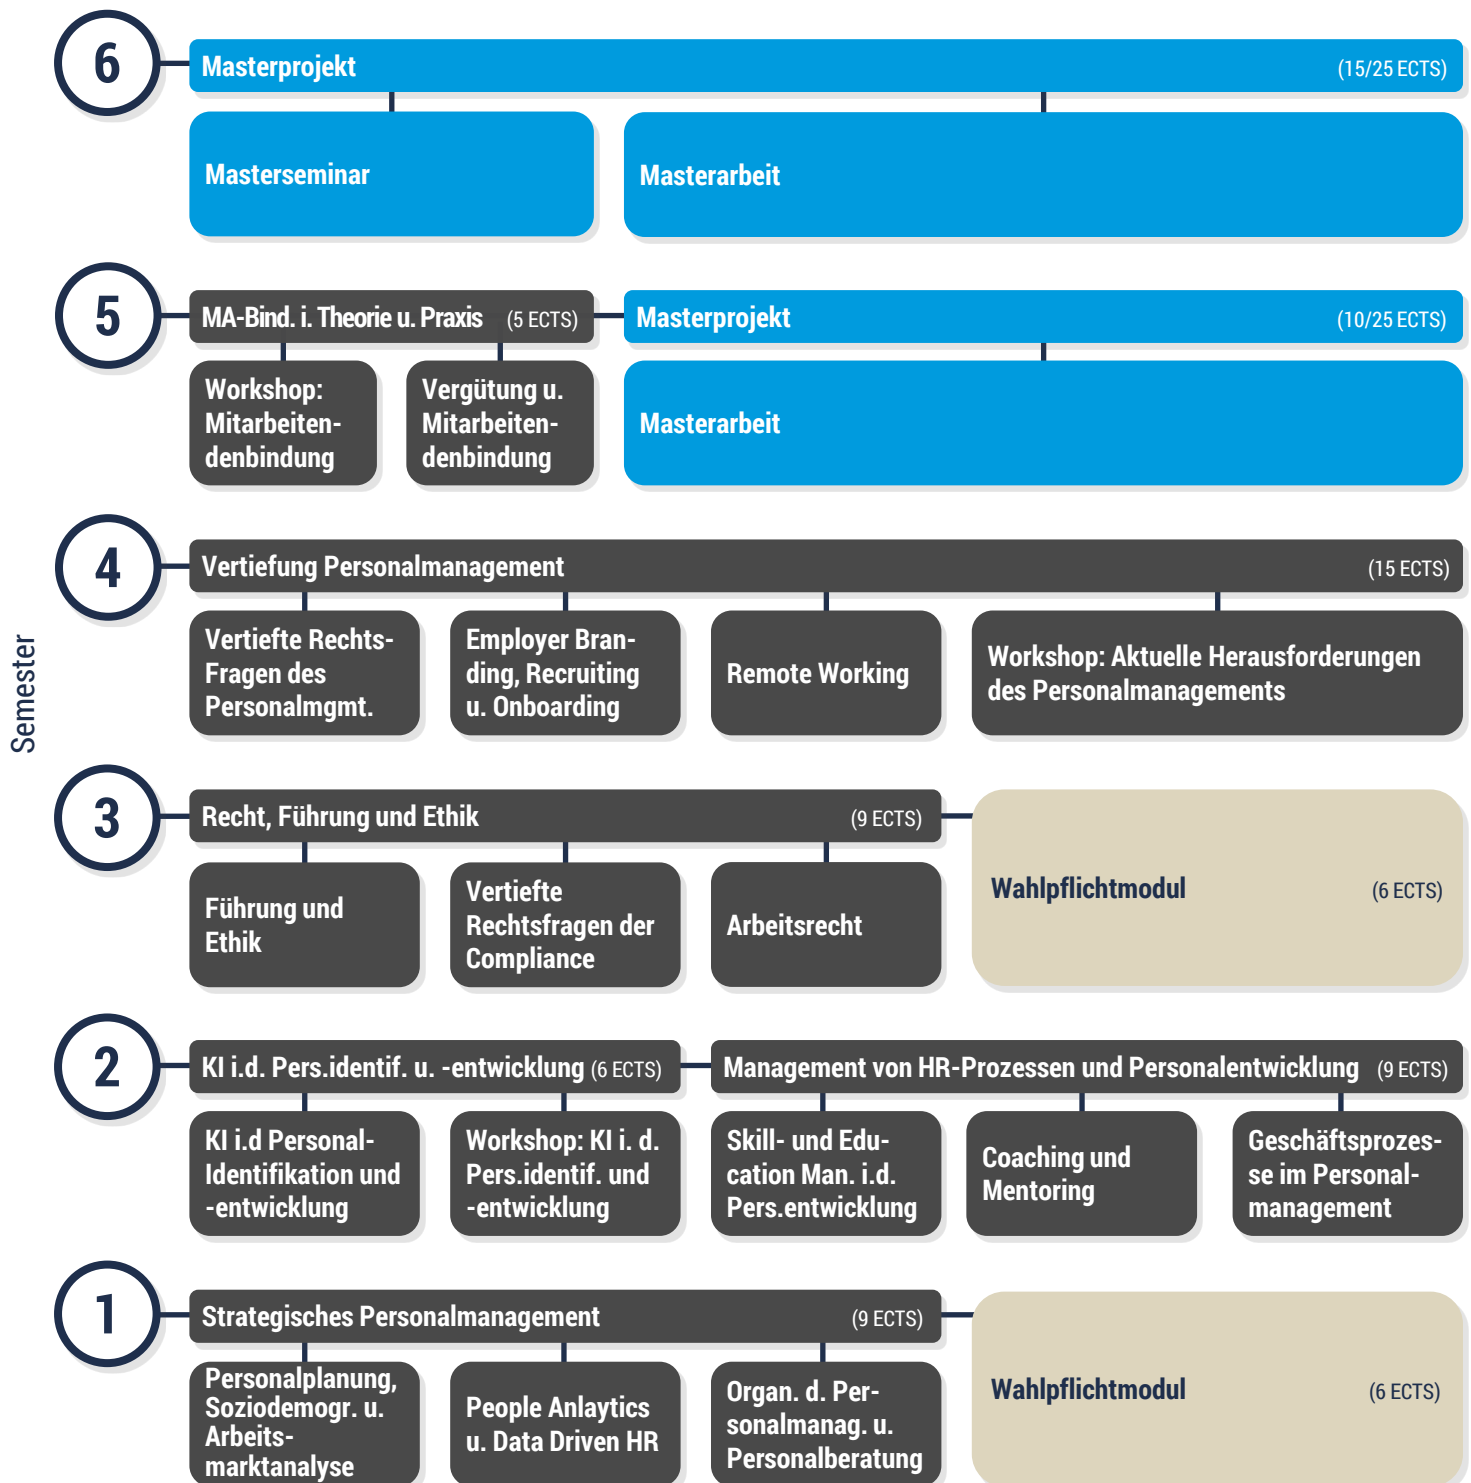 Semester
6
Masterprojekt (15/25 ECTS)
Masterseminar
Masterarbeit
5
MA-Bind. i. Theorie u. Praxis (5 ECTS)
Masterprojekt (10/25 ECTS)
Workshop:
Mitarbeiten-
denbindung
Vergütung u.
Mitarbeiten-
denbindung
Masterarbeit
4
Vertiefung Personalmanagement (15 ECTS)
Vertiefte Rechts-
Fragen des
Personalmgmt.
Employer Bran-
ding, Recruiting
u. Onboarding
Remote Working
Workshop: Aktuelle Herausforderungen
des Personalmanagements
3
Recht, Führung und Ethik (9 ECTS)
Führung und
Ethik
Vertiefte
Rechtsfragen der
Compliance
Arbeitsrecht
Wahlpflichtmodul (6 ECTS)
2
KI i.d. Pers.identif. u. -entwicklung (6 ECTS)
Management von HR-Prozessen und Personalentwicklung (9 ECTS)
KI i.d Personal-
Identifikation und
-entwicklung
Workshop: KI i. d.
Pers.identif. und
-entwicklung
Skill- und Edu-
cation Man. i.d.
Pers.entwicklung
Coaching und
Mentoring
Geschäftsprozes-
se im Personal-
management
1
Strategisches Personalmanagement (9 ECTS)
Personalplanung,
Soziodemogr. u.
Arbeits-
marktanalyse
People Anlaytics
u. Data Driven HR
Organ. d. Per-
sonalmanag. u.
Personalberatung
Wahlpflichtmodul (6 ECTS)